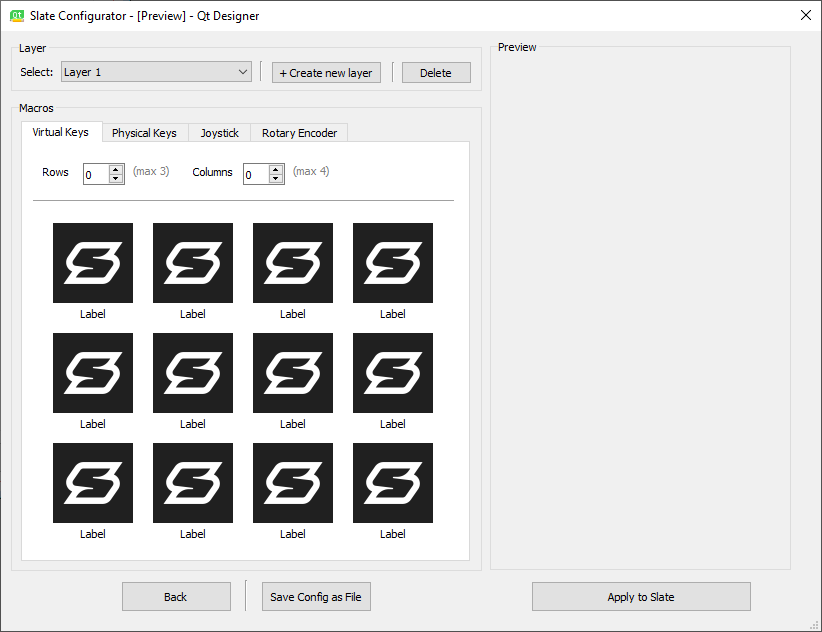 Slate Configurator - [Preview] - Qt Designer
Layer
Select: Layer 1 + Create new layer Delete
Preview
Macros
Virtual Keys Physical Keys Joystick Rotary Encoder
Rows 0 (max 3) Columns 0 (max 4)
Label Label Label Label
Label Label Label Label
Label Label Label Label
Back Save Config as File Apply to Slate